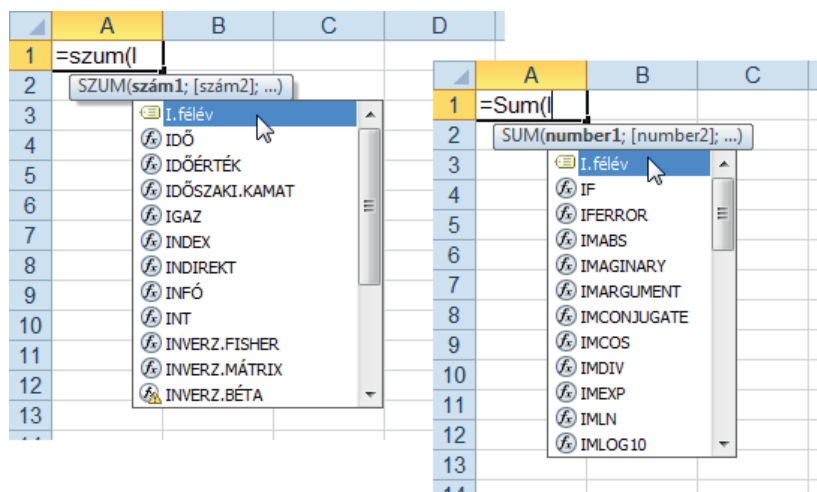 A B C D
1 =szum(I
2 SZUM(szám1; [szám2]; ...)
3 I.félév
4 IDŐ
5 IDŐÉRTÉK
6 IDŐSZAKI.KAMAT
IGAZ
7 INDEX
8 INDIREKT
9 INFÓ
10 INT
11 INVERZ.FISHER
12 INVERZ.MÁTRIX
13 INVERZ.BÉTA
A B C
1 =Sum(I
2 SUM(number1; [number2]; ...)
3 I.félév
4 IF
5 IFERROR
6 IMABS
IMAGINARY
7 IMARGUMENT
8 IMCONJUGATE
9 IMCOS
10 IMDIV
11 IMEXP
IMLN
12 IMLOG10
13
14